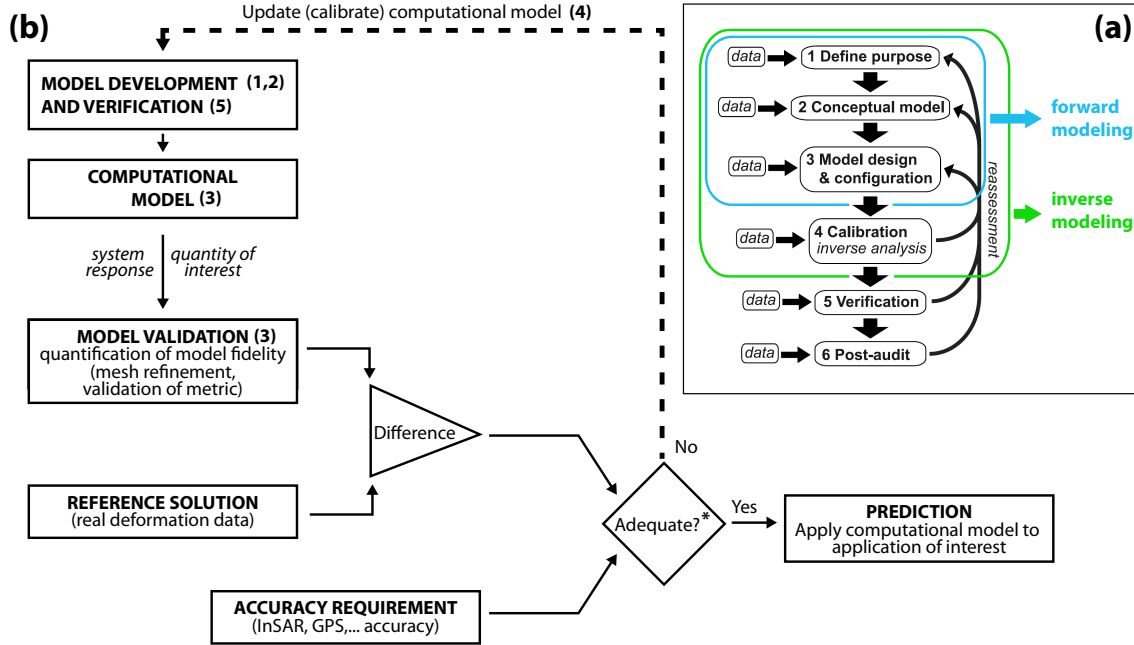 Update (calibrate) computational model (4)
(b)
MODEL DEVELOPMENT (1,2)
AND VERIFICATION (5)
COMPUTATIONAL
MODEL (3)
system
response
quantity of
interest
MODEL VALIDATION (3)
quantification of model fidelity
(mesh refinement,
validation of metric)
Difference
REFERENCE SOLUTION
(real deformation data)
ACCURACY REQUIREMENT
(InSAR, GPS,... accuracy)
Adequate?*
No
Yes
PREDICTION
Apply computational model to
application of interest
(a)
data
1 Define purpose
data
2 Conceptual model
data
3 Model design
& configuration
data
4 Calibration
inverse analysis
data
5 Verification
data
6 Post-audit
reassessment
forward
modeling
inverse
modeling